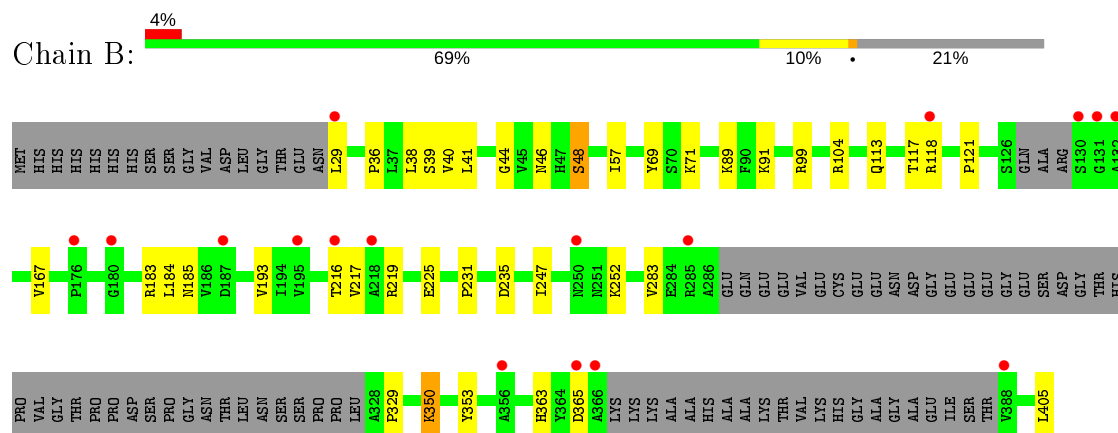 4%
Chain B:
69% 10% • 21%
MET HIS HIS HIS HIS HIS HIS SER SER GLY VAL ASP LEU GLY THR GLU ASN L29 P36 L37 L38 S39 V40 L41 G44 V45 N46 H47 S48 I57 Y69 S70 K71 K89 F90 K91 R99 R104 Q113 T117 R118 P121 S126 GLN ALA ARG S130 G131 A132
V167 P176 G180 R183 L184 N185 V186 D187 V193 I194 V195 T216 V217 A218 R219 E225 P231 D235 I247 N250 N251 K252 V283 E284 R285 A286 GLU GLN GLU GLU VAL GLU CYS GLU GLU ASN ASP GLY GLU GLU GLU GLU GLY GLU SER ASP GLY THR HIS
PRO VAL GLY THR PRO PRO ASP SER PRO GLY ASN THR LEU ASN SER SER PRO PRO LEU A328 P329 K350 Y353 A356 H363 Y364 D365 A366 LYS LYS LYS ALA ALA HIS ALA ALA LYS THR VAL LYS HIS GLY ALA GLY ALA GLU ILE SER THR V388 L405